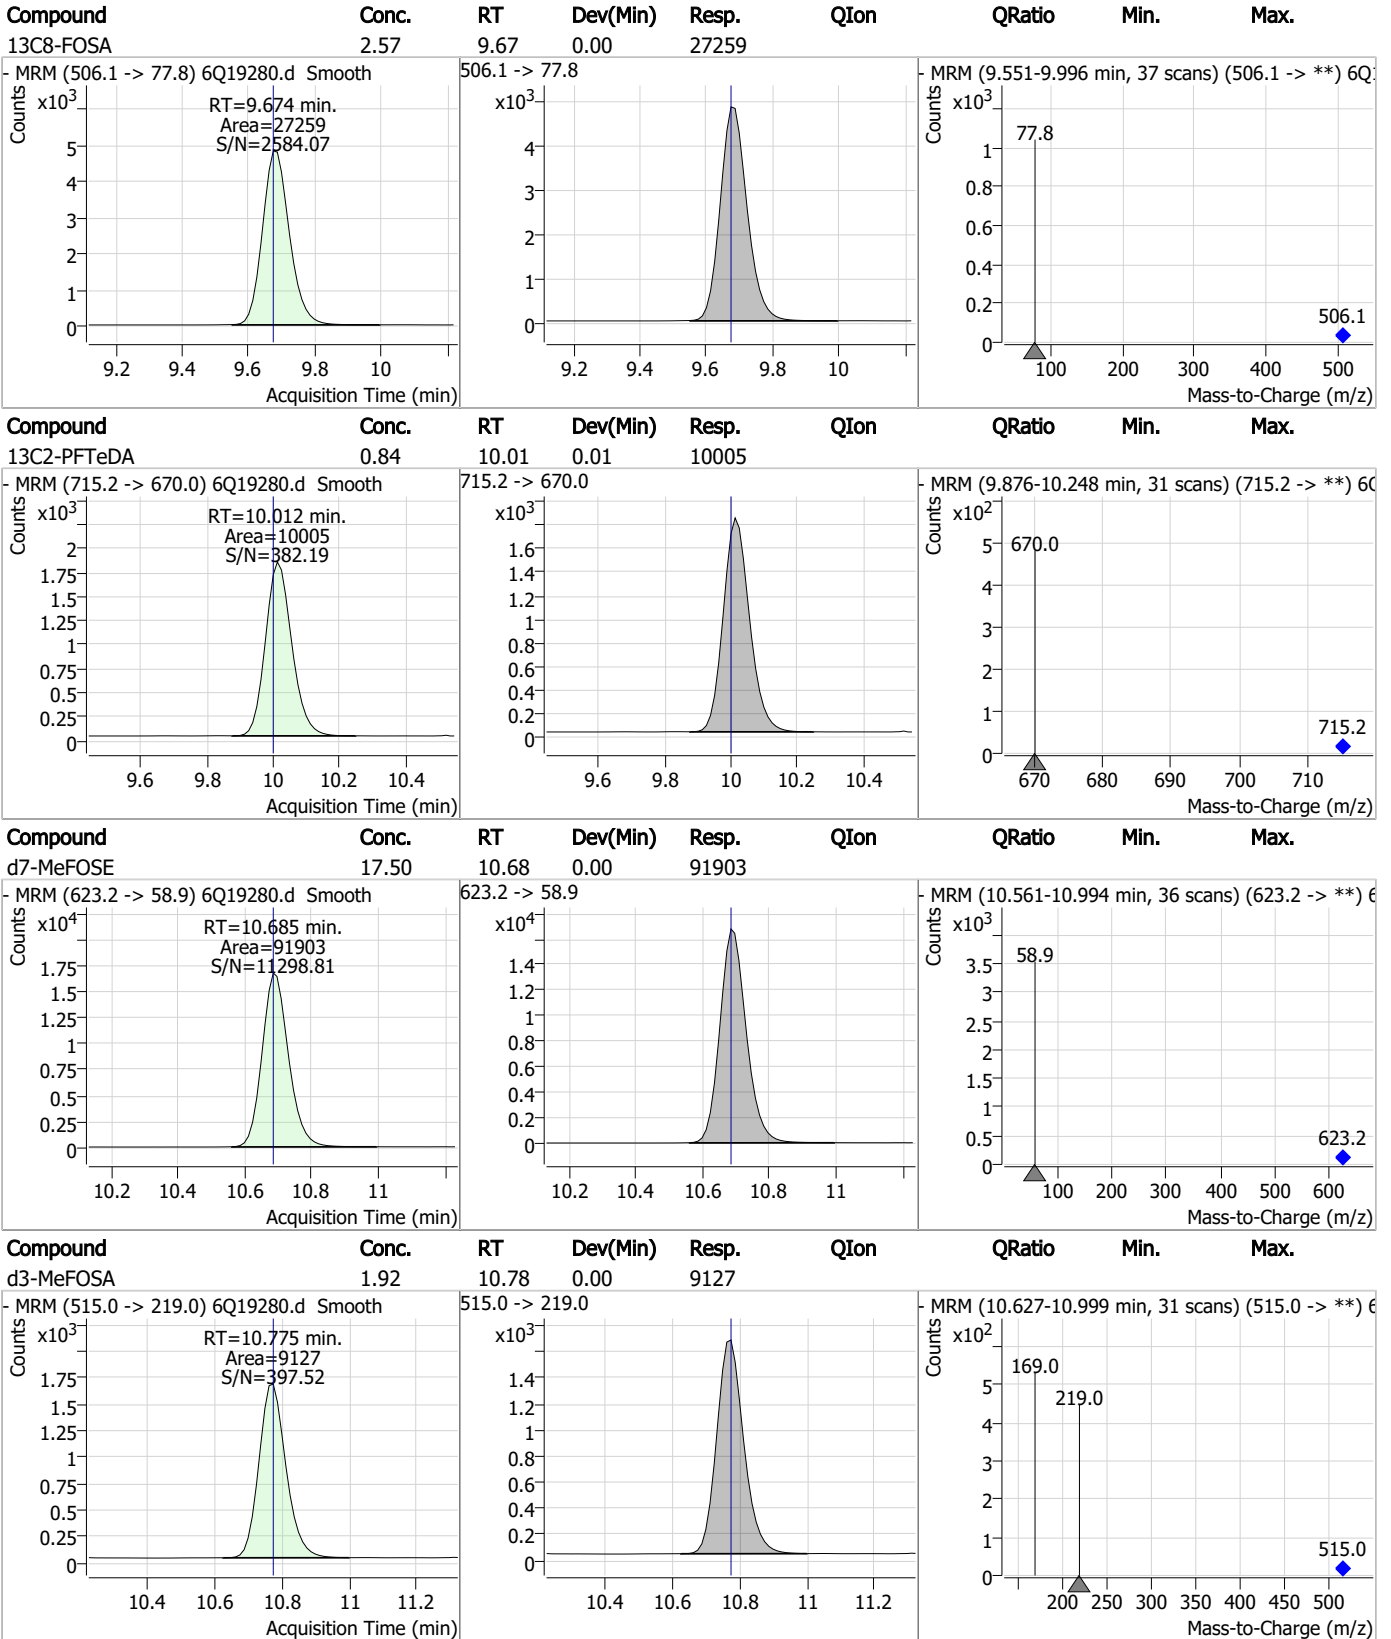 Compound Conc. RT Dev(Min) Resp. QIon QRatio Min. Max.
13C8-FOSA 2.57 9.67 0.00 27259
- MRM (506.1 -> 77.8) 6Q19280.d  Smooth
Counts
x10³
RT=9.674 min.
Area=27259
S/N=2584.07
5
4
3
2
1
0
9.2 9.4 9.6 9.8 10
Acquisition Time (min)
506.1 -> 77.8
x10³
4
3
2
1
0
9.2 9.4 9.6 9.8 10
- MRM (9.551-9.996 min, 37 scans) (506.1 -> **) 6Q1
Counts
x10³
77.8
1
0.8
0.6
0.4
0.2
0
506.1
100 200 300 400 500
Mass-to-Charge (m/z)
Compound Conc. RT Dev(Min) Resp. QIon QRatio Min. Max.
13C2-PFTeDA 0.84 10.01 0.01 10005
- MRM (715.2 -> 670.0) 6Q19280.d  Smooth
Counts
x10³
RT=10.012 min.
Area=10005
S/N=382.19
2
1.75
1.5
1.25
1
0.75
0.5
0.25
0
9.6 9.8 10 10.2 10.4
Acquisition Time (min)
715.2 -> 670.0
x10³
1.6
1.4
1.2
1
0.8
0.6
0.4
0.2
0
9.6 9.8 10 10.2 10.4
- MRM (9.876-10.248 min, 31 scans) (715.2 -> **) 6Q
Counts
x10²
670.0
5
4
3
2
1
0
715.2
670 680 690 700 710
Mass-to-Charge (m/z)
Compound Conc. RT Dev(Min) Resp. QIon QRatio Min. Max.
d7-MeFOSE 17.50 10.68 0.00 91903
- MRM (623.2 -> 58.9) 6Q19280.d  Smooth
Counts
x10⁴
RT=10.685 min.
Area=91903
S/N=11298.81
1.75
1.5
1.25
1
0.75
0.5
0.25
0
10.2 10.4 10.6 10.8 11
Acquisition Time (min)
623.2 -> 58.9
x10⁴
1.4
1.2
1
0.8
0.6
0.4
0.2
0
10.2 10.4 10.6 10.8 11
- MRM (10.561-10.994 min, 36 scans) (623.2 -> **) 6
Counts
x10³
58.9
3.5
3
2.5
2
1.5
1
0.5
0
623.2
100 200 300 400 500 600
Mass-to-Charge (m/z)
Compound Conc. RT Dev(Min) Resp. QIon QRatio Min. Max.
d3-MeFOSA 1.92 10.78 0.00 9127
- MRM (515.0 -> 219.0) 6Q19280.d  Smooth
Counts
x10³
RT=10.775 min.
Area=9127
S/N=397.52
1.75
1.5
1.25
1
0.75
0.5
0.25
0
10.4 10.6 10.8 11 11.2
Acquisition Time (min)
515.0 -> 219.0
x10³
1.4
1.2
1
0.8
0.6
0.4
0.2
0
10.4 10.6 10.8 11 11.2
- MRM (10.627-10.999 min, 31 scans) (515.0 -> **) 6
Counts
x10²
169.0
219.0
5
4
3
2
1
0
515.0
200 250 300 350 400 450 500
Mass-to-Charge (m/z)